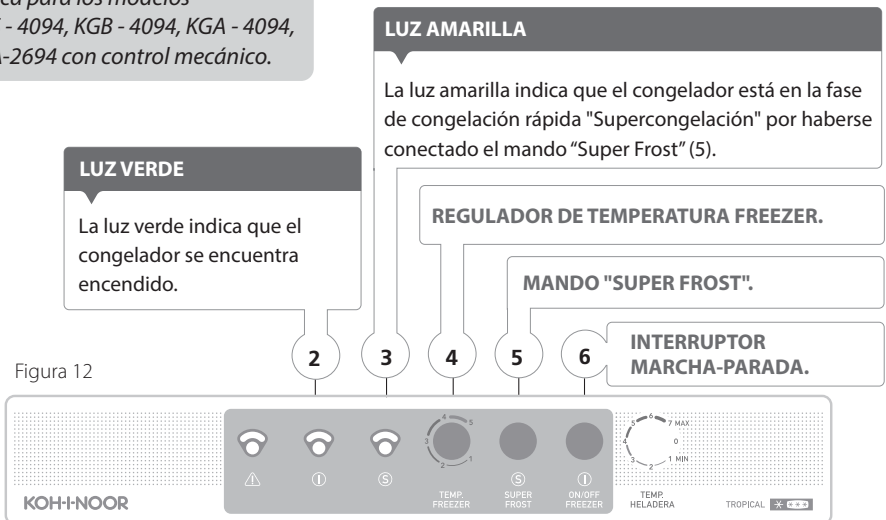 para los modelos
- 4094, KGB - 4094, KGA - 4094,
-2694 con control mecánico.
LUZ AMARILLA
La luz amarilla indica que el congelador está en la fase
de congelación rápida "Supercongelación" por haberse
conectado el mando “Super Frost” (5).
LUZ VERDE
La luz verde indica que el
congelador se encuentra
encendido.
REGULADOR DE TEMPERATURA FREEZER.
MANDO "SUPER FROST".
INTERRUPTOR
MARCHA-PARADA.
Figura 12
2 3 4 5 6
1 2 3 4 5
TEMP.
FREEZER
S
SUPER
FROST
ON/OFF
FREEZER
0
1 MIN
2 3 4 5 6
7 MAX
TEMP.
HELADERA
S
KOH-I-NOOR
TROPICAL